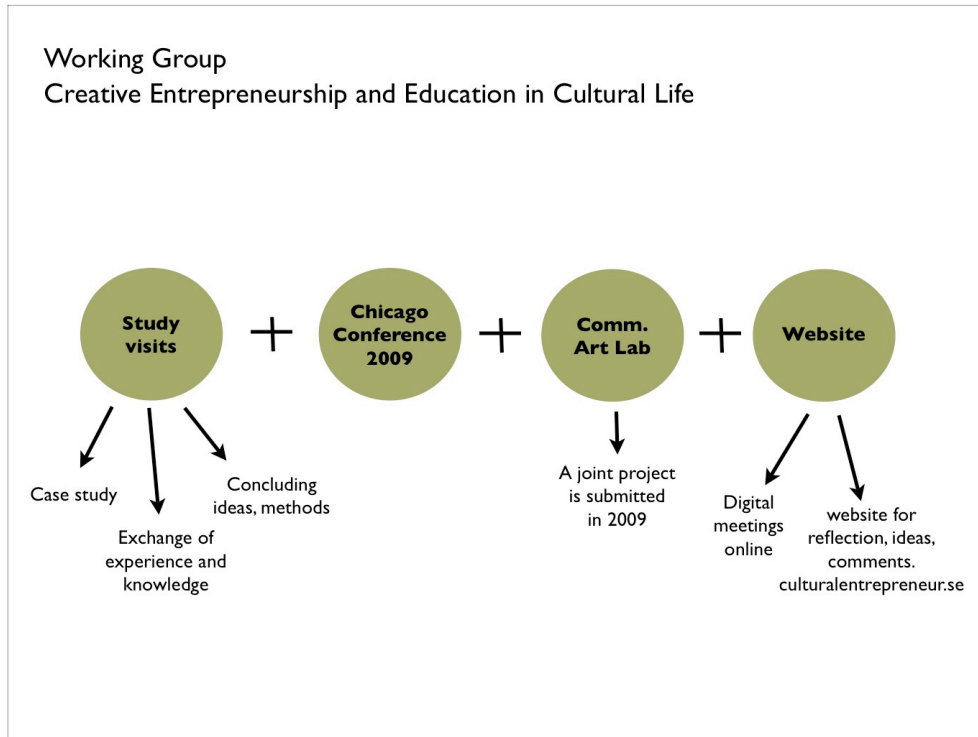 Working Group
Creative Entrepreneurship and Education in Cultural Life
Study
visits
Chicago
Conference
2009
Comm.
Art Lab
Website
Case study
Exchange of
experience and
knowledge
Concluding
ideas, methods
A joint project
is submitted
in 2009
Digital
meetings
online
website for
reflection, ideas,
comments.
culturalentrepreneur.se